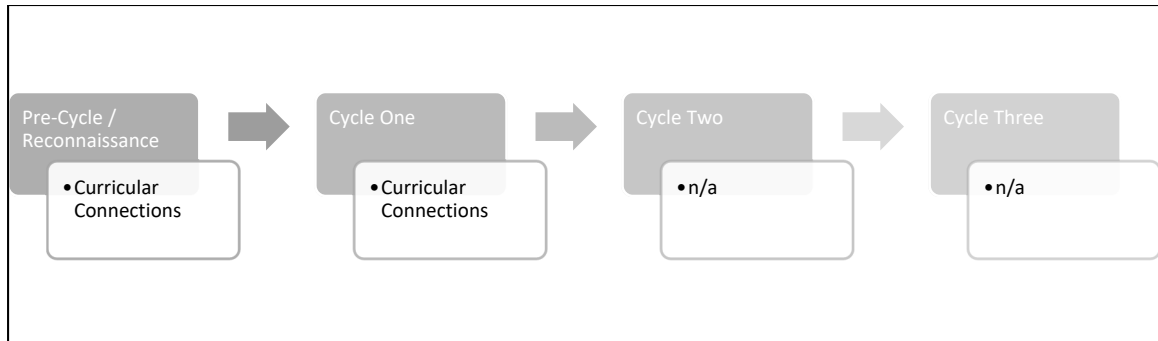 Pre-Cycle /
Reconnaissance
•Curricular
Connections
Cycle One
•Curricular
Connections
Cycle Two
•n/a
Cycle Three
•n/a